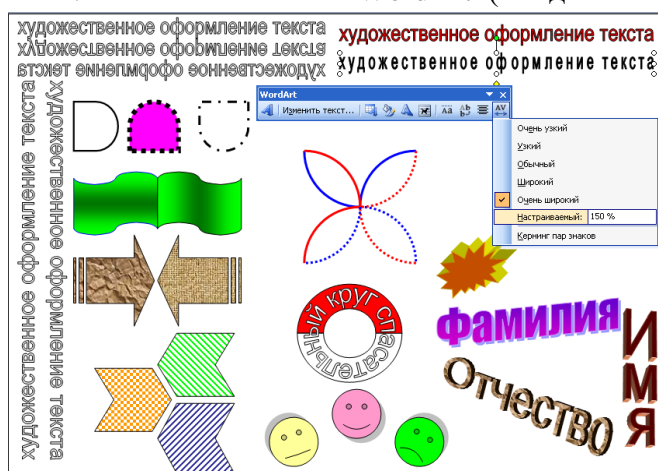 художественное оформление текста
художественное оформление текста
художественное оформление текста
художественное оформление текста
художественное оформление текста
художественное оформление текста
художественное оформление текста
WordArt
Изменить текст...
Очень узкий
Узкий
Обычный
Широкий
Очень широкий
Настраиваемый: 150 %
Кернинг пар знаков
спасательный круг
фамилия
Имя
Отчество